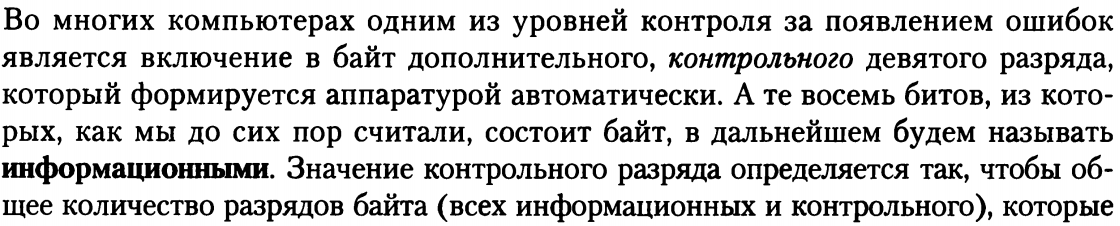 Во многих компьютерах одним из уровней контроля за появлением ошибок
является включение в байт дополнительного, контрольного девятого разряда,
который формируется аппаратурой автоматически. А те восемь битов, из кото-
рых, как мы до сих пор считали, состоит байт, в дальнейшем будем называть
информационными. Значение контрольного разряда определяется так, чтобы об-
щее количество разрядов байта (всех информационных и контрольного), которые